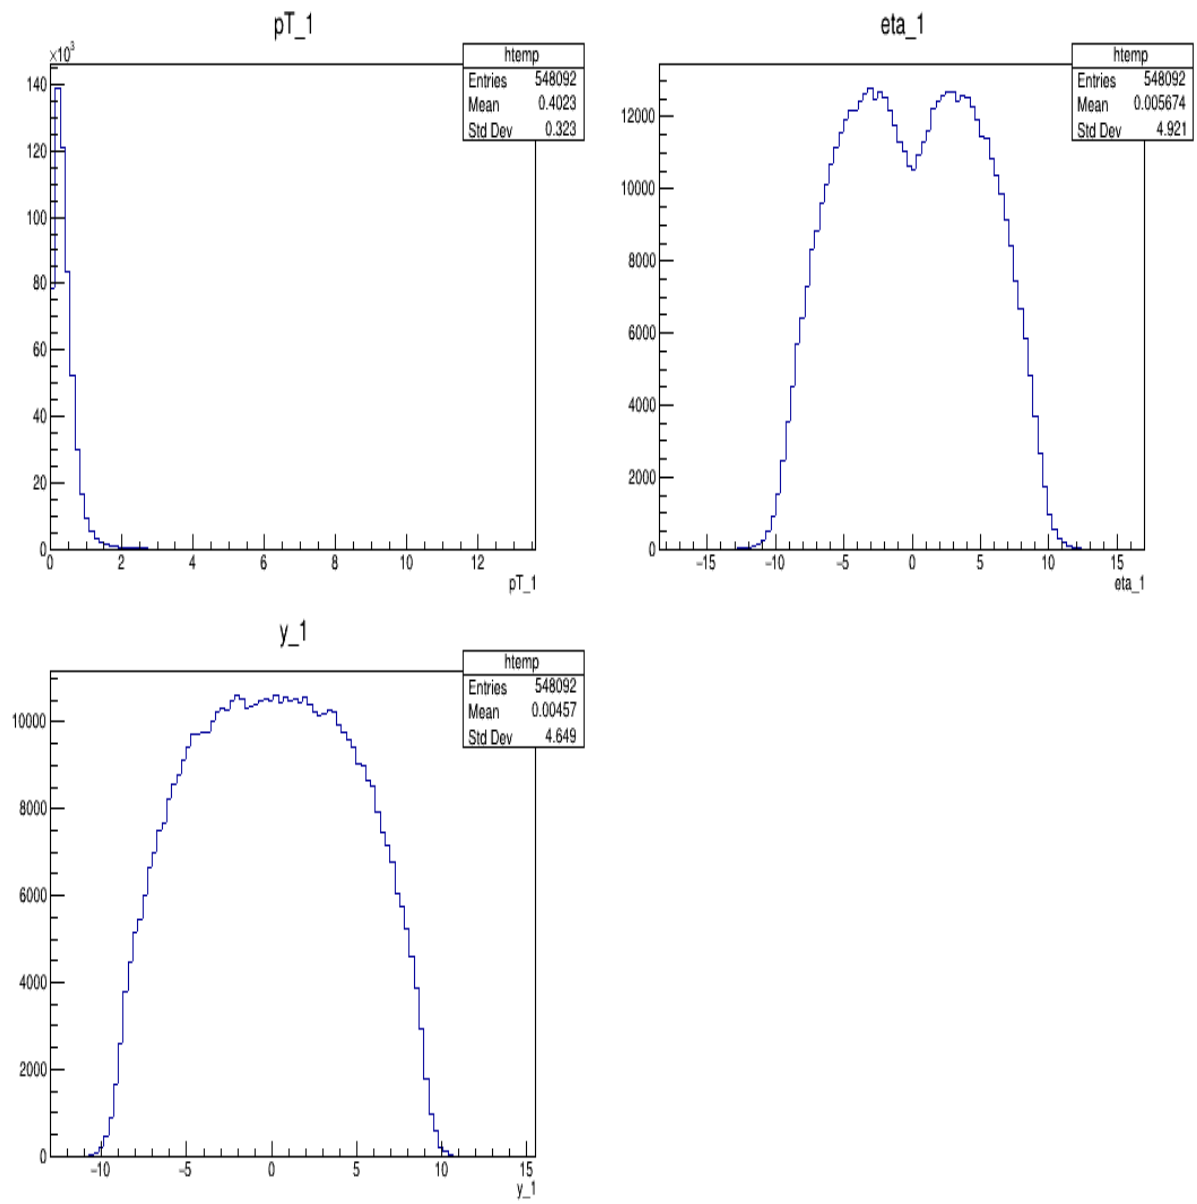 pT_1
×10³
140
120
100
80
60
40
20
0
0 2 4 6 8 10 12
pT_1
htemp
Entries 548092
Mean 0.4023
Std Dev 0.323
eta_1
12000
10000
8000
6000
4000
2000
0
−15 −10 −5 0 5 10 15
eta_1
htemp
Entries 548092
Mean 0.005674
Std Dev 4.921
y_1
10000
8000
6000
4000
2000
0
−10 −5 0 5 10 15
y_1
htemp
Entries 548092
Mean 0.00457
Std Dev 4.649